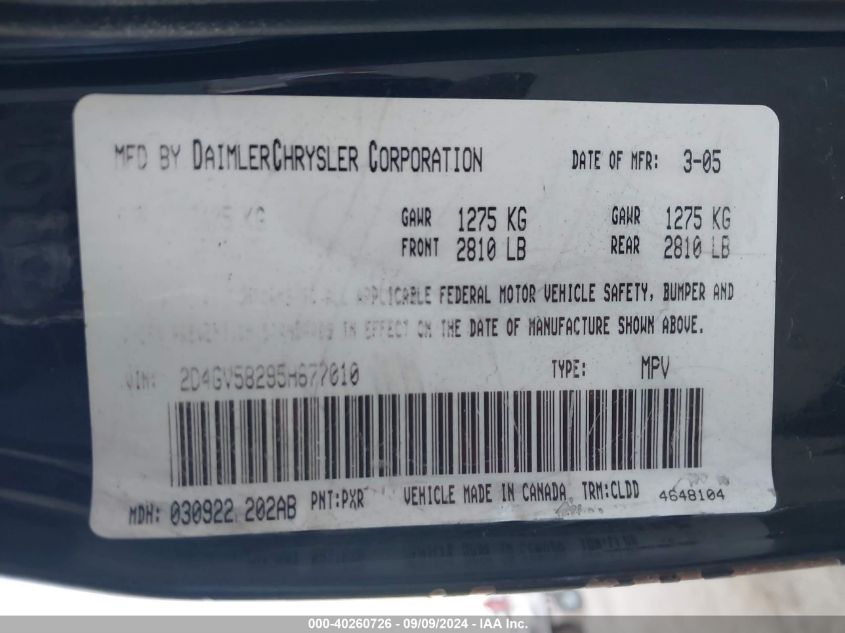 MFD BY DAIMLERCHRYSLER CORPORATION DATE OF MFR: 3-05
KG GAWR 1275 KG GAWR 1275 KG
FRONT 2810 LB REAR 2810 LB
ALL APPLICABLE FEDERAL MOTOR VEHICLE SAFETY, BUMPER AND
IN EFFECT ON THE DATE OF MANUFACTURE SHOWN ABOVE.
VIN: 2D4GV58295H677010 TYPE: MPV
MDH: 030922 202AB PNT:PXR VEHICLE MADE IN CANADA TRM:CLDD 4648104
000-40260726 - 09/09/2024 - IAA Inc.